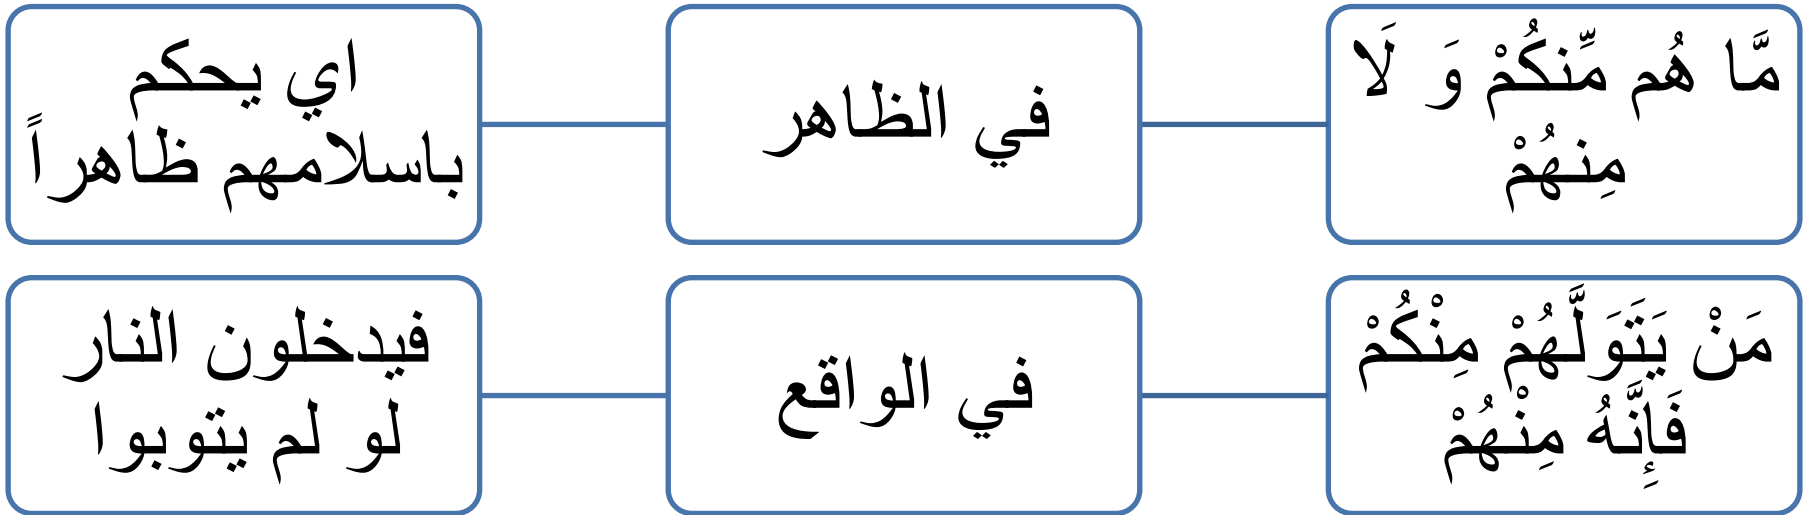 مَّا هُم مِّنكُمْ وَ لَا
مِنهُمْ
في الظاهر
اي يحكم
باسلامهم ظاهراً
مَنْ يَتَوَلَّهُمْ مِنْكُمْ
فَإِنَّهُ مِنْهُمْ
في الواقع
فيدخلون النار
لو لم يتوبوا